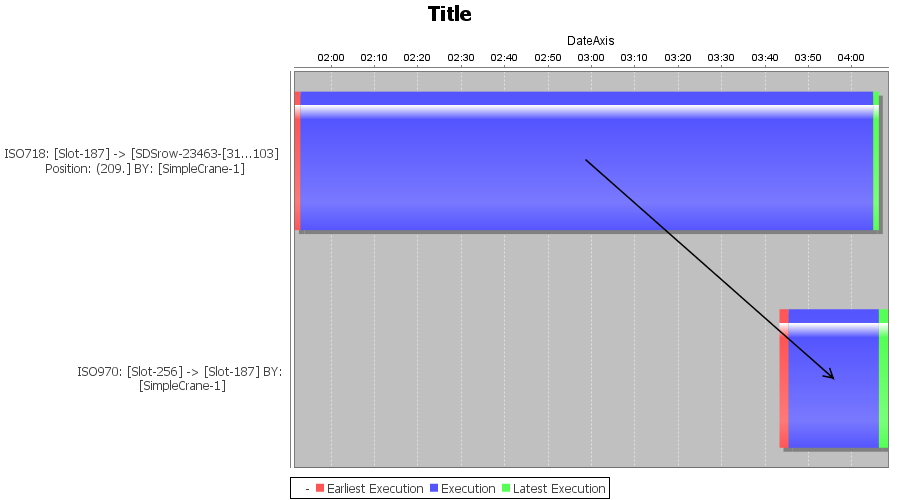 Title
DateAxis
02:00 02:10 02:20 02:30 02:40 02:50 03:00 03:10 03:20 03:30 03:40 03:50 04:00
ISO718: [Slot-187] -> [SDSrow-23463-[31...103]
Position: (209.] BY: [SimpleCrane-1]
ISO970: [Slot-256] -> [Slot-187] BY:
[SimpleCrane-1]
- Earliest Execution Execution Latest Execution